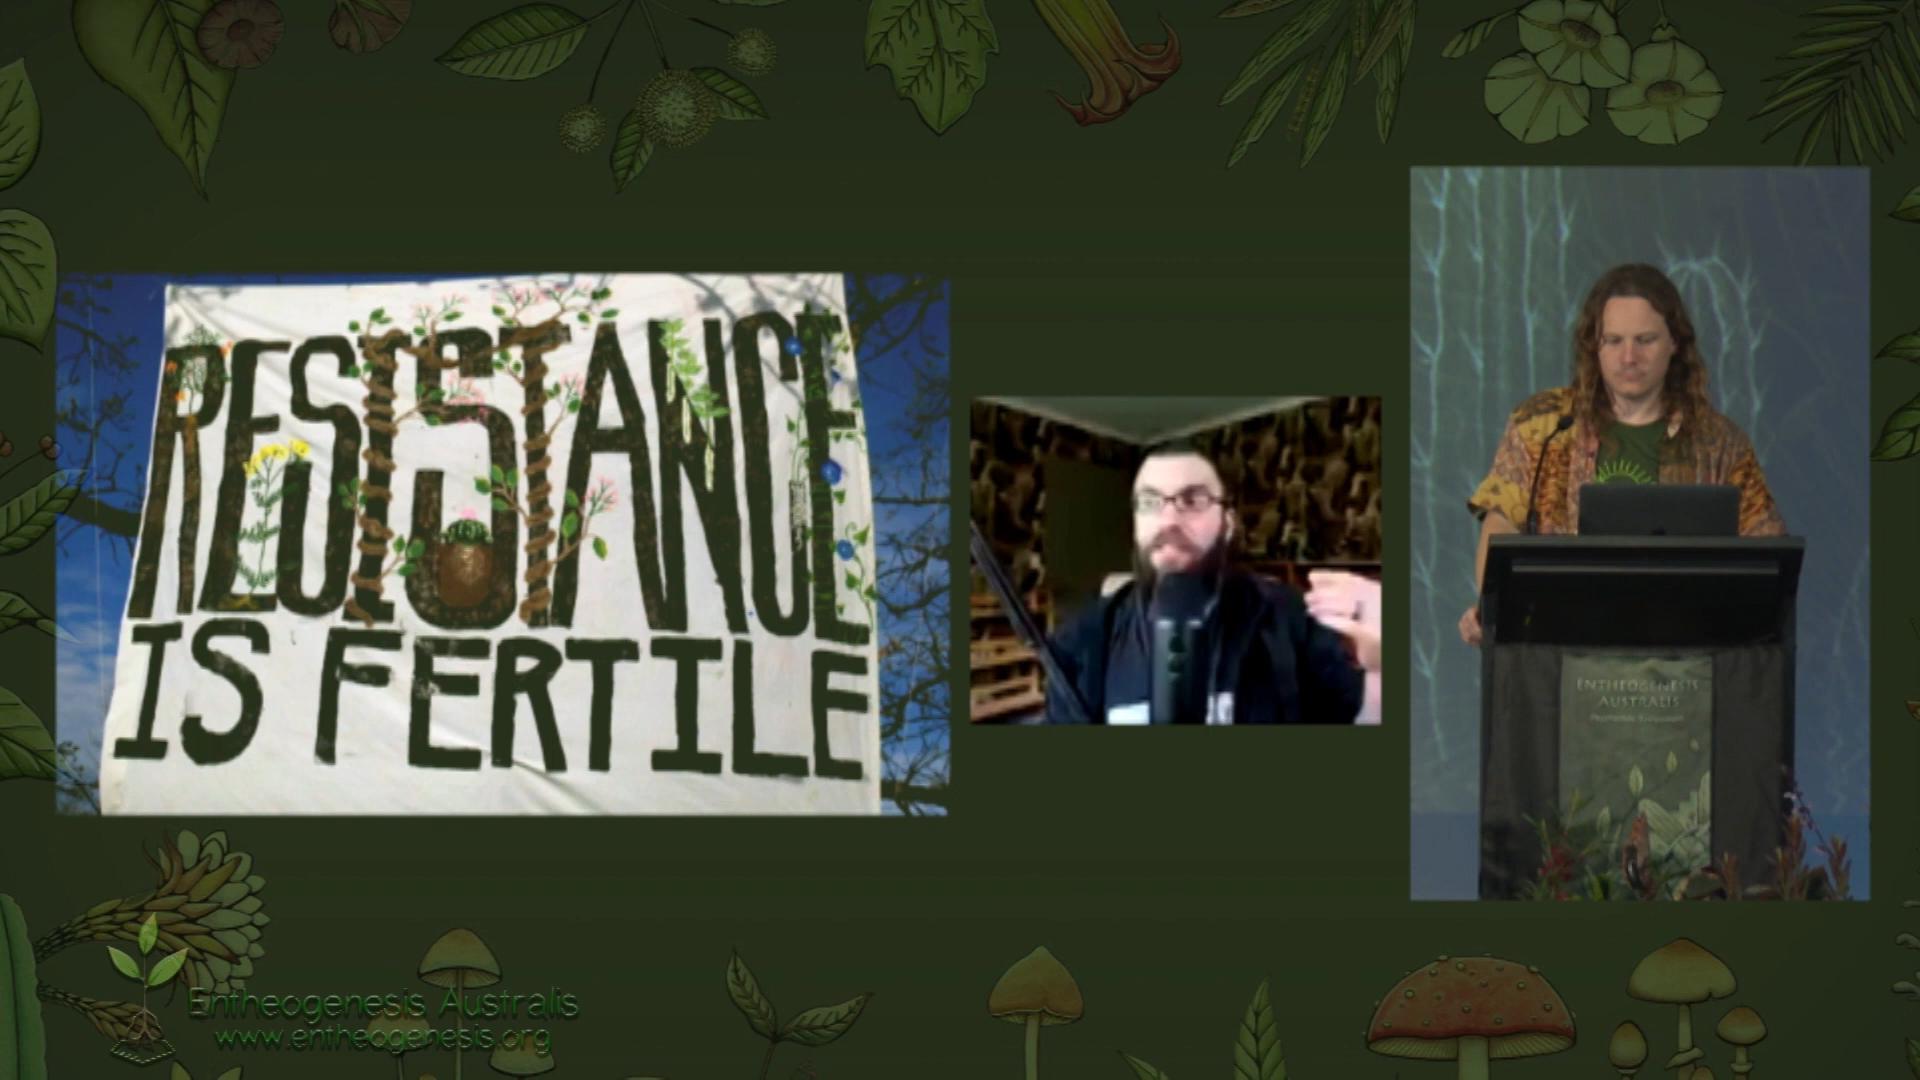 RESISTANCE
IS FERTILE
ENTHEOGENESIS
AUSTRALIS
Entheogenesis Australis
www.entheogenesis.org